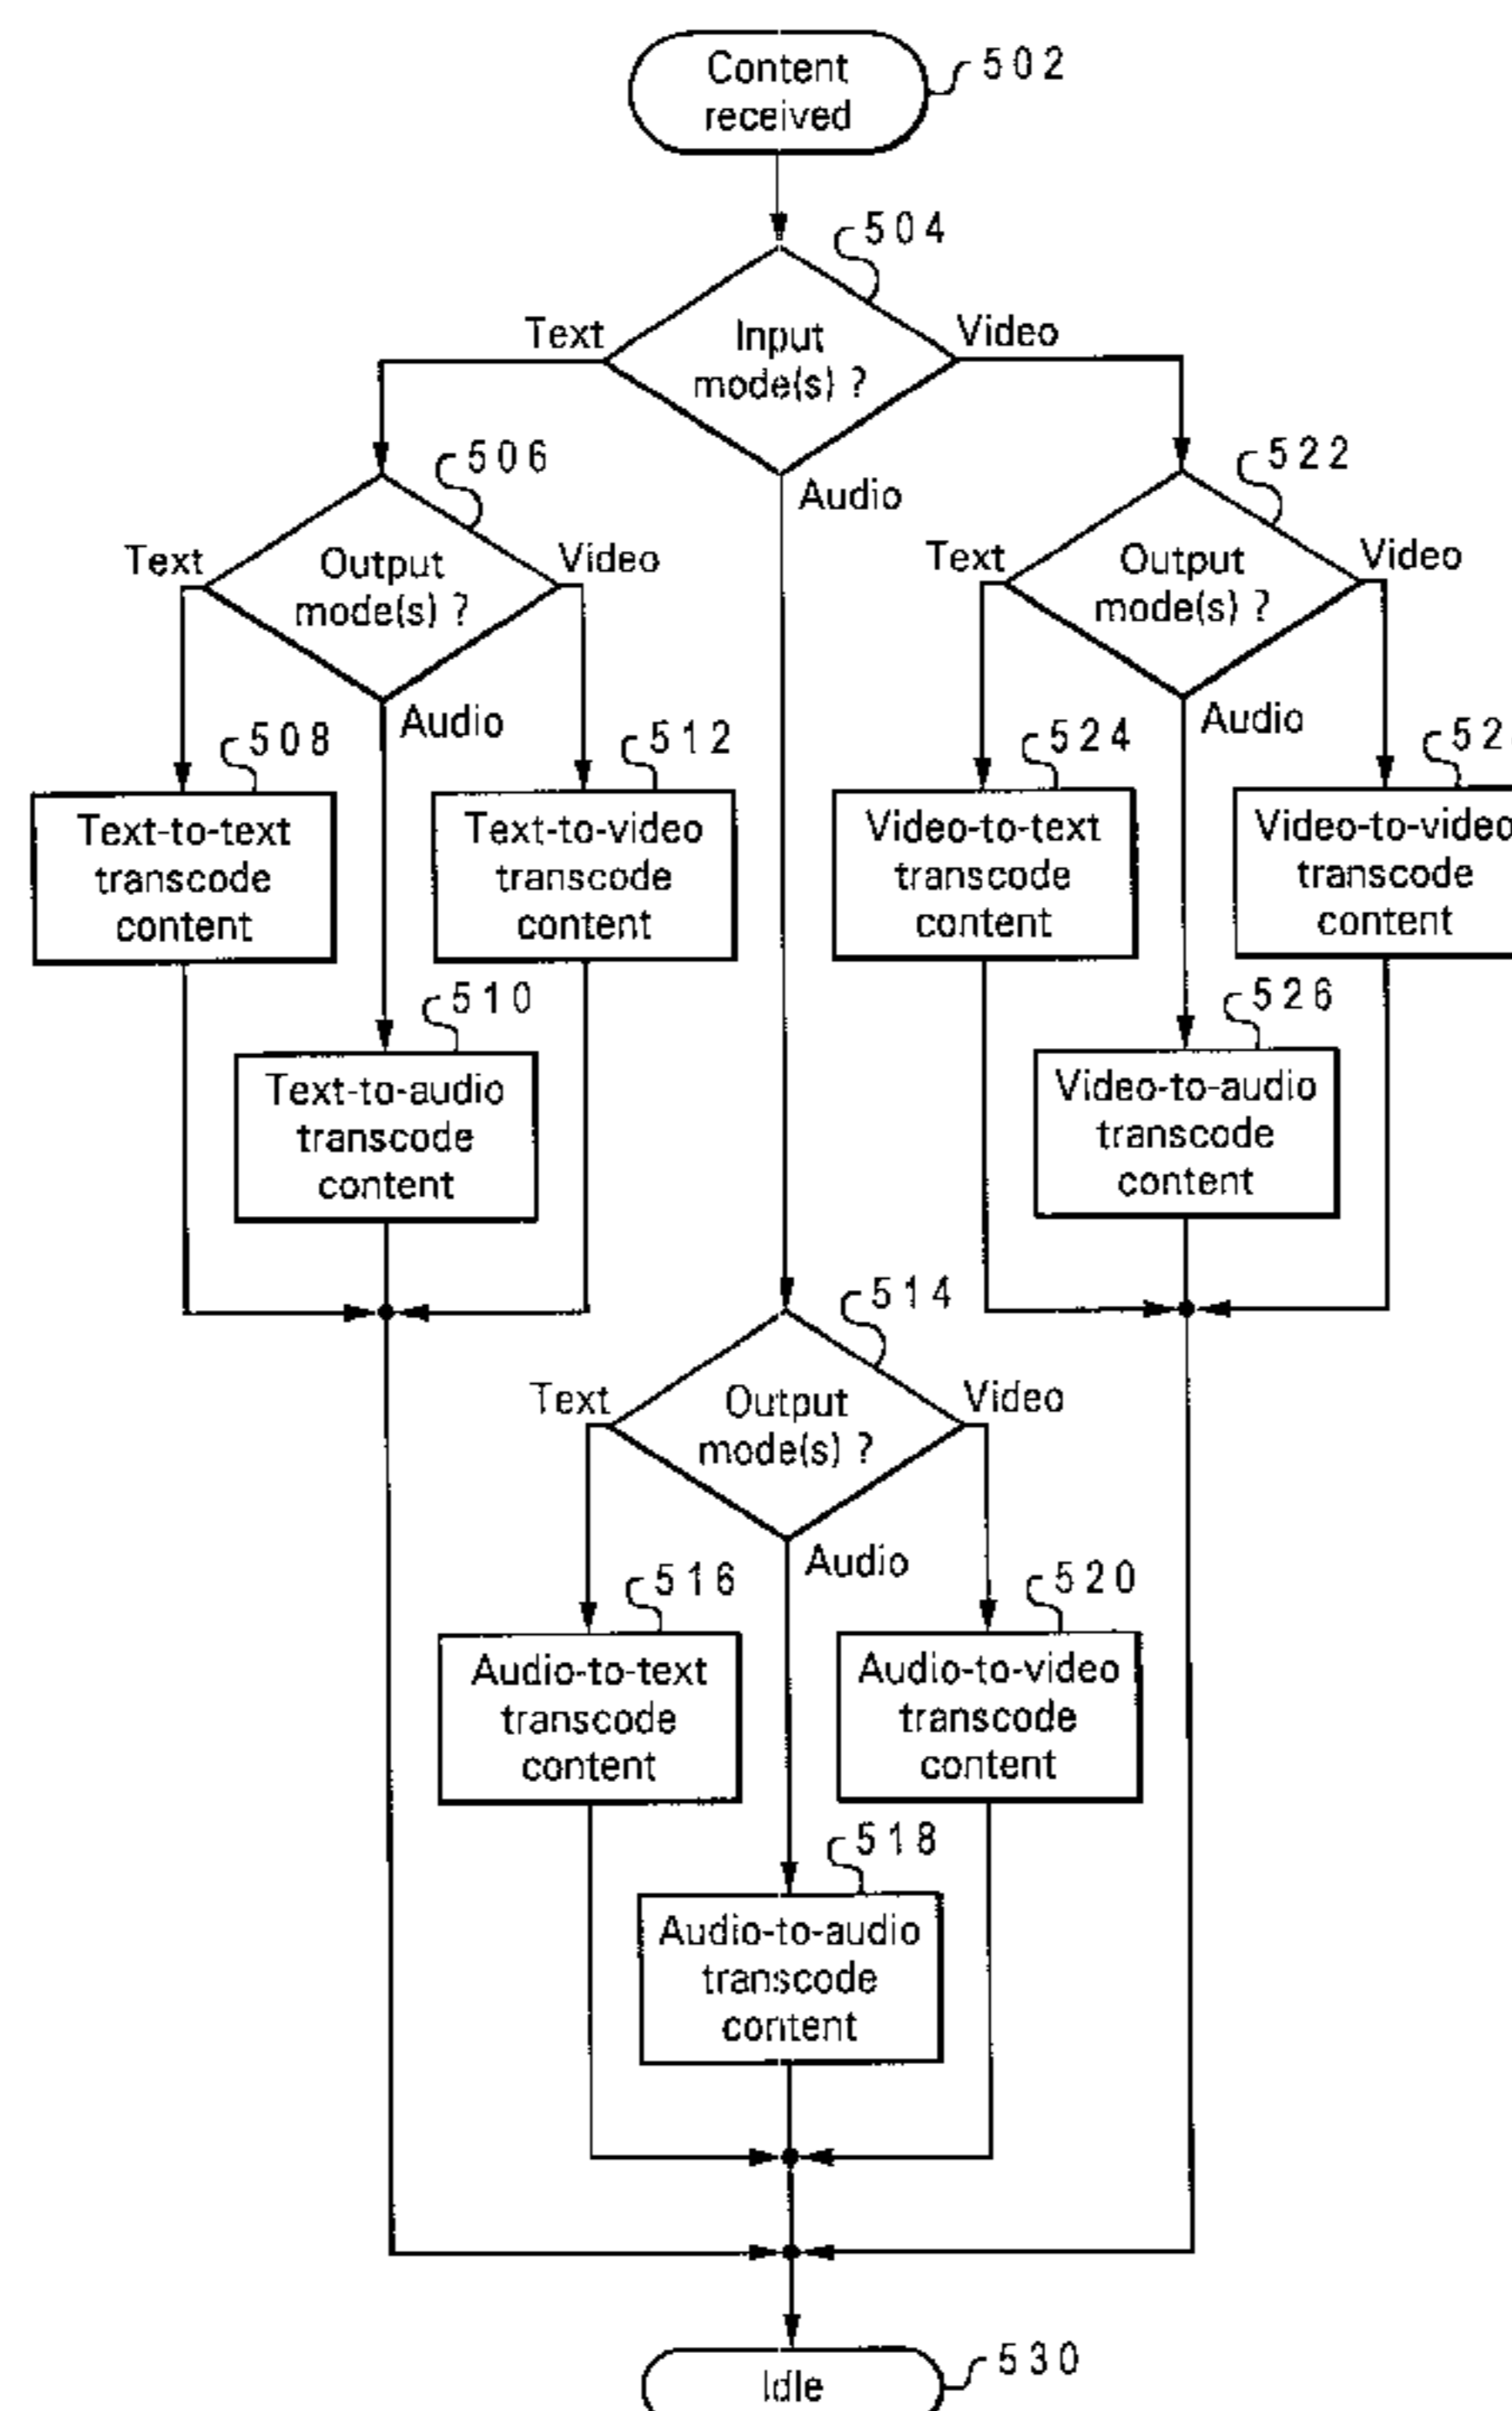 Content
received
502
504
Text
Input
mode(s) ?
Video
Audio
506
Text
Output
mode(s) ?
Video
Audio
522
Text
Output
mode(s) ?
Video
Audio
508
Text-to-text
transcode
content
512
Text-to-video
transcode
content
524
Video-to-text
transcode
content
Video-to-video
transcode
content
510
Text-to-audio
transcode
content
526
Video-to-audio
transcode
content
514
Text
Output
mode(s) ?
Video
Audio
516
Audio-to-text
transcode
content
520
Audio-to-video
transcode
content
518
Audio-to-audio
transcode
content
Idle
530